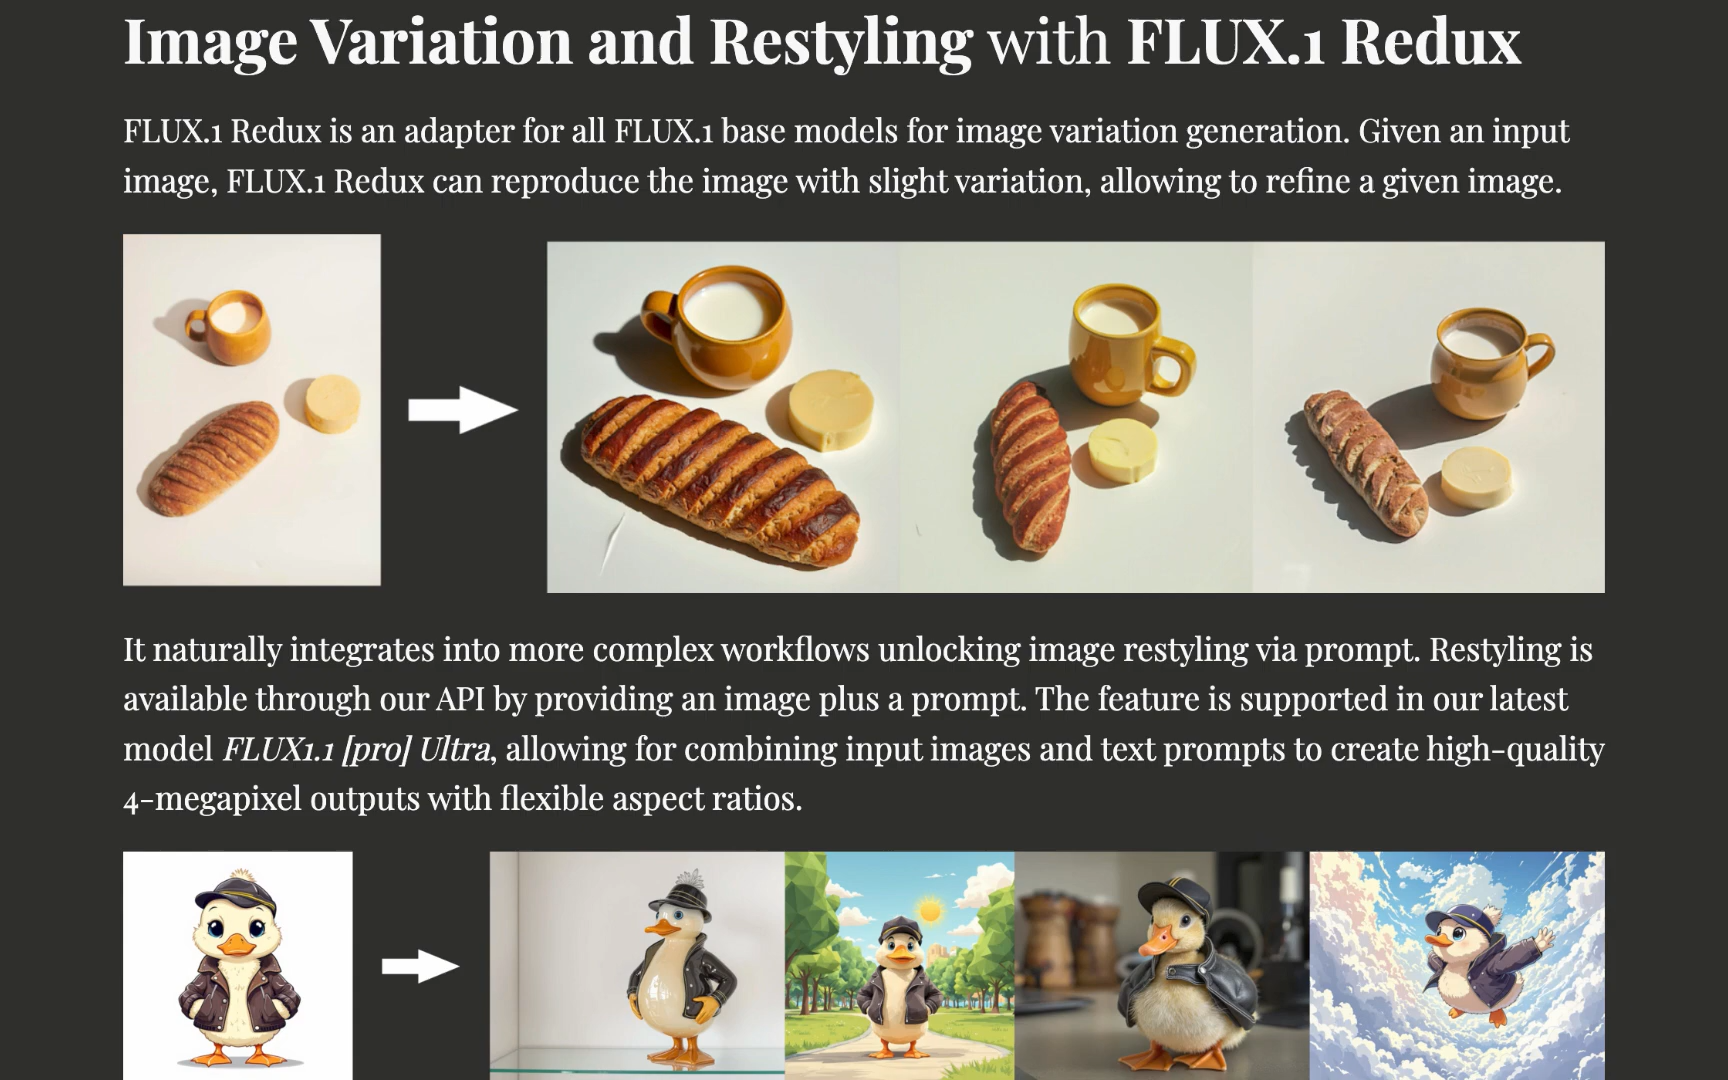 Image Variation and Restyling with FLUX.1 Redux
FLUX.1 Redux is an adapter for all FLUX.1 base models for image variation generation. Given an input
image, FLUX.1 Redux can reproduce the image with slight variation, allowing to refine a given image.
It naturally integrates into more complex workflows unlocking image restyling via prompt. Restyling is
available through our API by providing an image plus a prompt. The feature is supported in our latest
model FLUX1.1 [pro] Ultra, allowing for combining input images and text prompts to create high-quality
4-megapixel outputs with flexible aspect ratios.